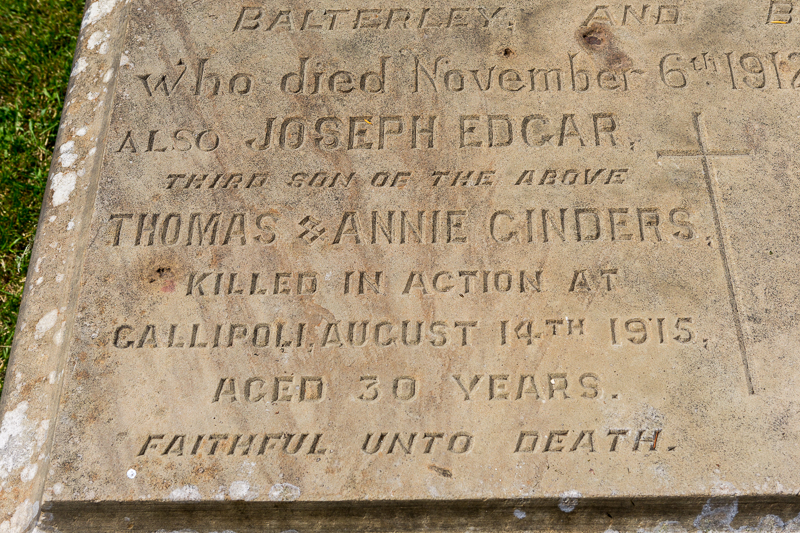 BALTERLEY. AND B
Who died November 6th 1912
ALSO JOSEPH EDGAR,
THIRD SON OF THE ABOVE
THOMAS & ANNIE GINDERS,
KILLED IN ACTION AT
GALLIPOLI, AUGUST 14TH 1915,
AGED 30 YEARS.
FAITHFUL UNTO DEATH.